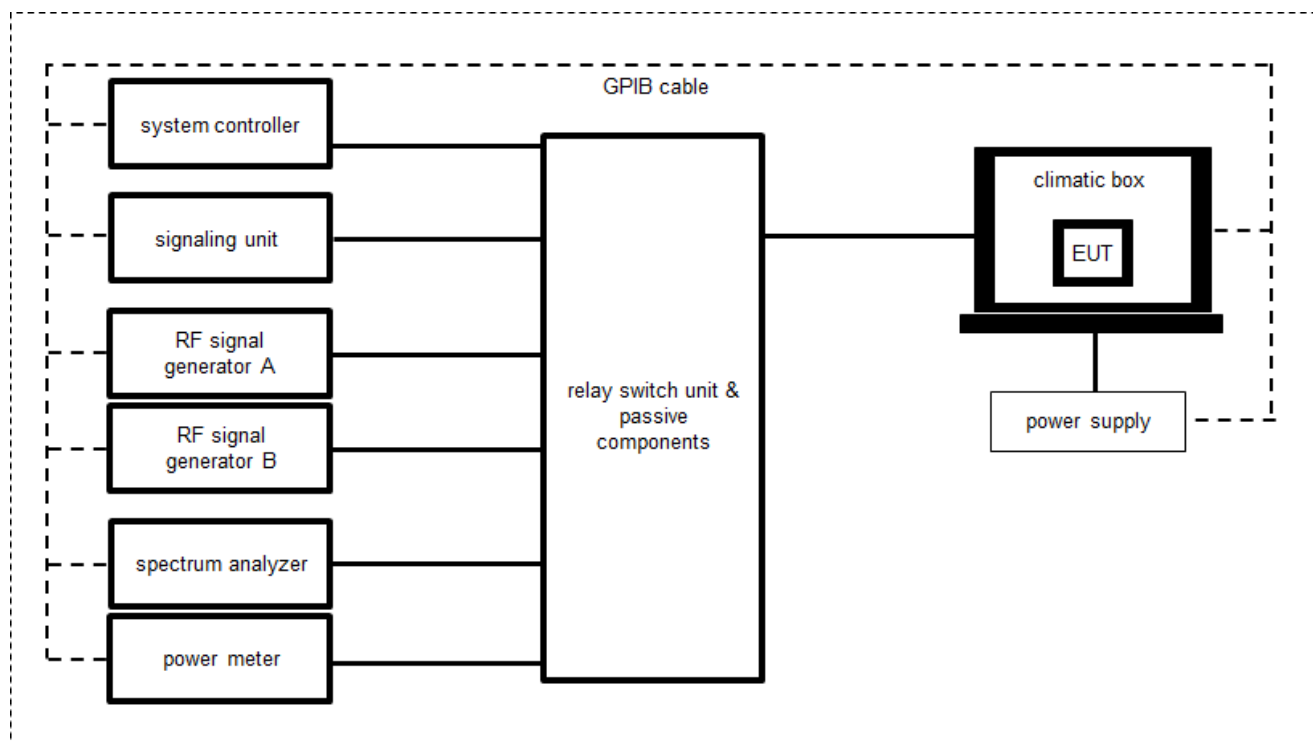 GPIB cable
system controller
signaling unit
RF signal
generator A
RF signal
generator B
spectrum analyzer
power meter
relay switch unit &
passive
components
climatic box
EUT
power supply